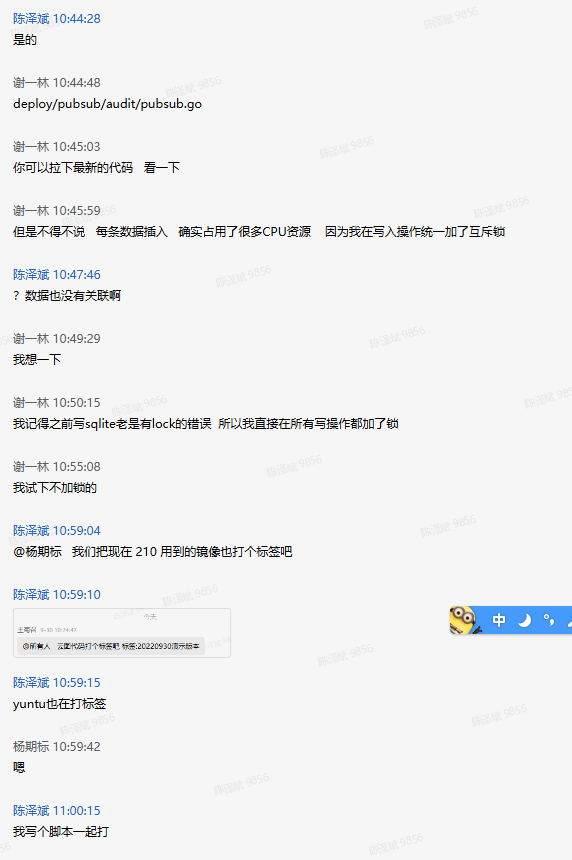 陈泽斌 10:44:28
是的
谢一林 10:44:48
deploy/pubsub/audit/pubsub.go
谢一林 10:45:03
你可以拉下最新的代码 看一下
谢一林 10:45:59
但是不得不说 每条数据插入 确实占用了很多CPU资源 因为我在写入操作统一加了互斥锁
陈泽斌 10:47:46
？数据也没有关联啊
谢一林 10:49:29
我想一下
谢一林 10:50:15
我记得之前写sqlite老是有lock的错误 所以我直接在所有写操作都加了锁
谢一林 10:55:08
我试下不加锁的
陈泽斌 10:59:04
@杨期标 我们把现在 210 用到的镜像也打个标签吧
陈泽斌 10:59:10
今天
9-30 10:24:47
@所有人 云图代码打个标签吧 标签:20220930演示版本
中
陈泽斌 10:59:15
yuntu也在打标签
杨期标 10:59:42
嗯
陈泽斌 11:00:15
我写个脚本一起打
陈泽斌 9856